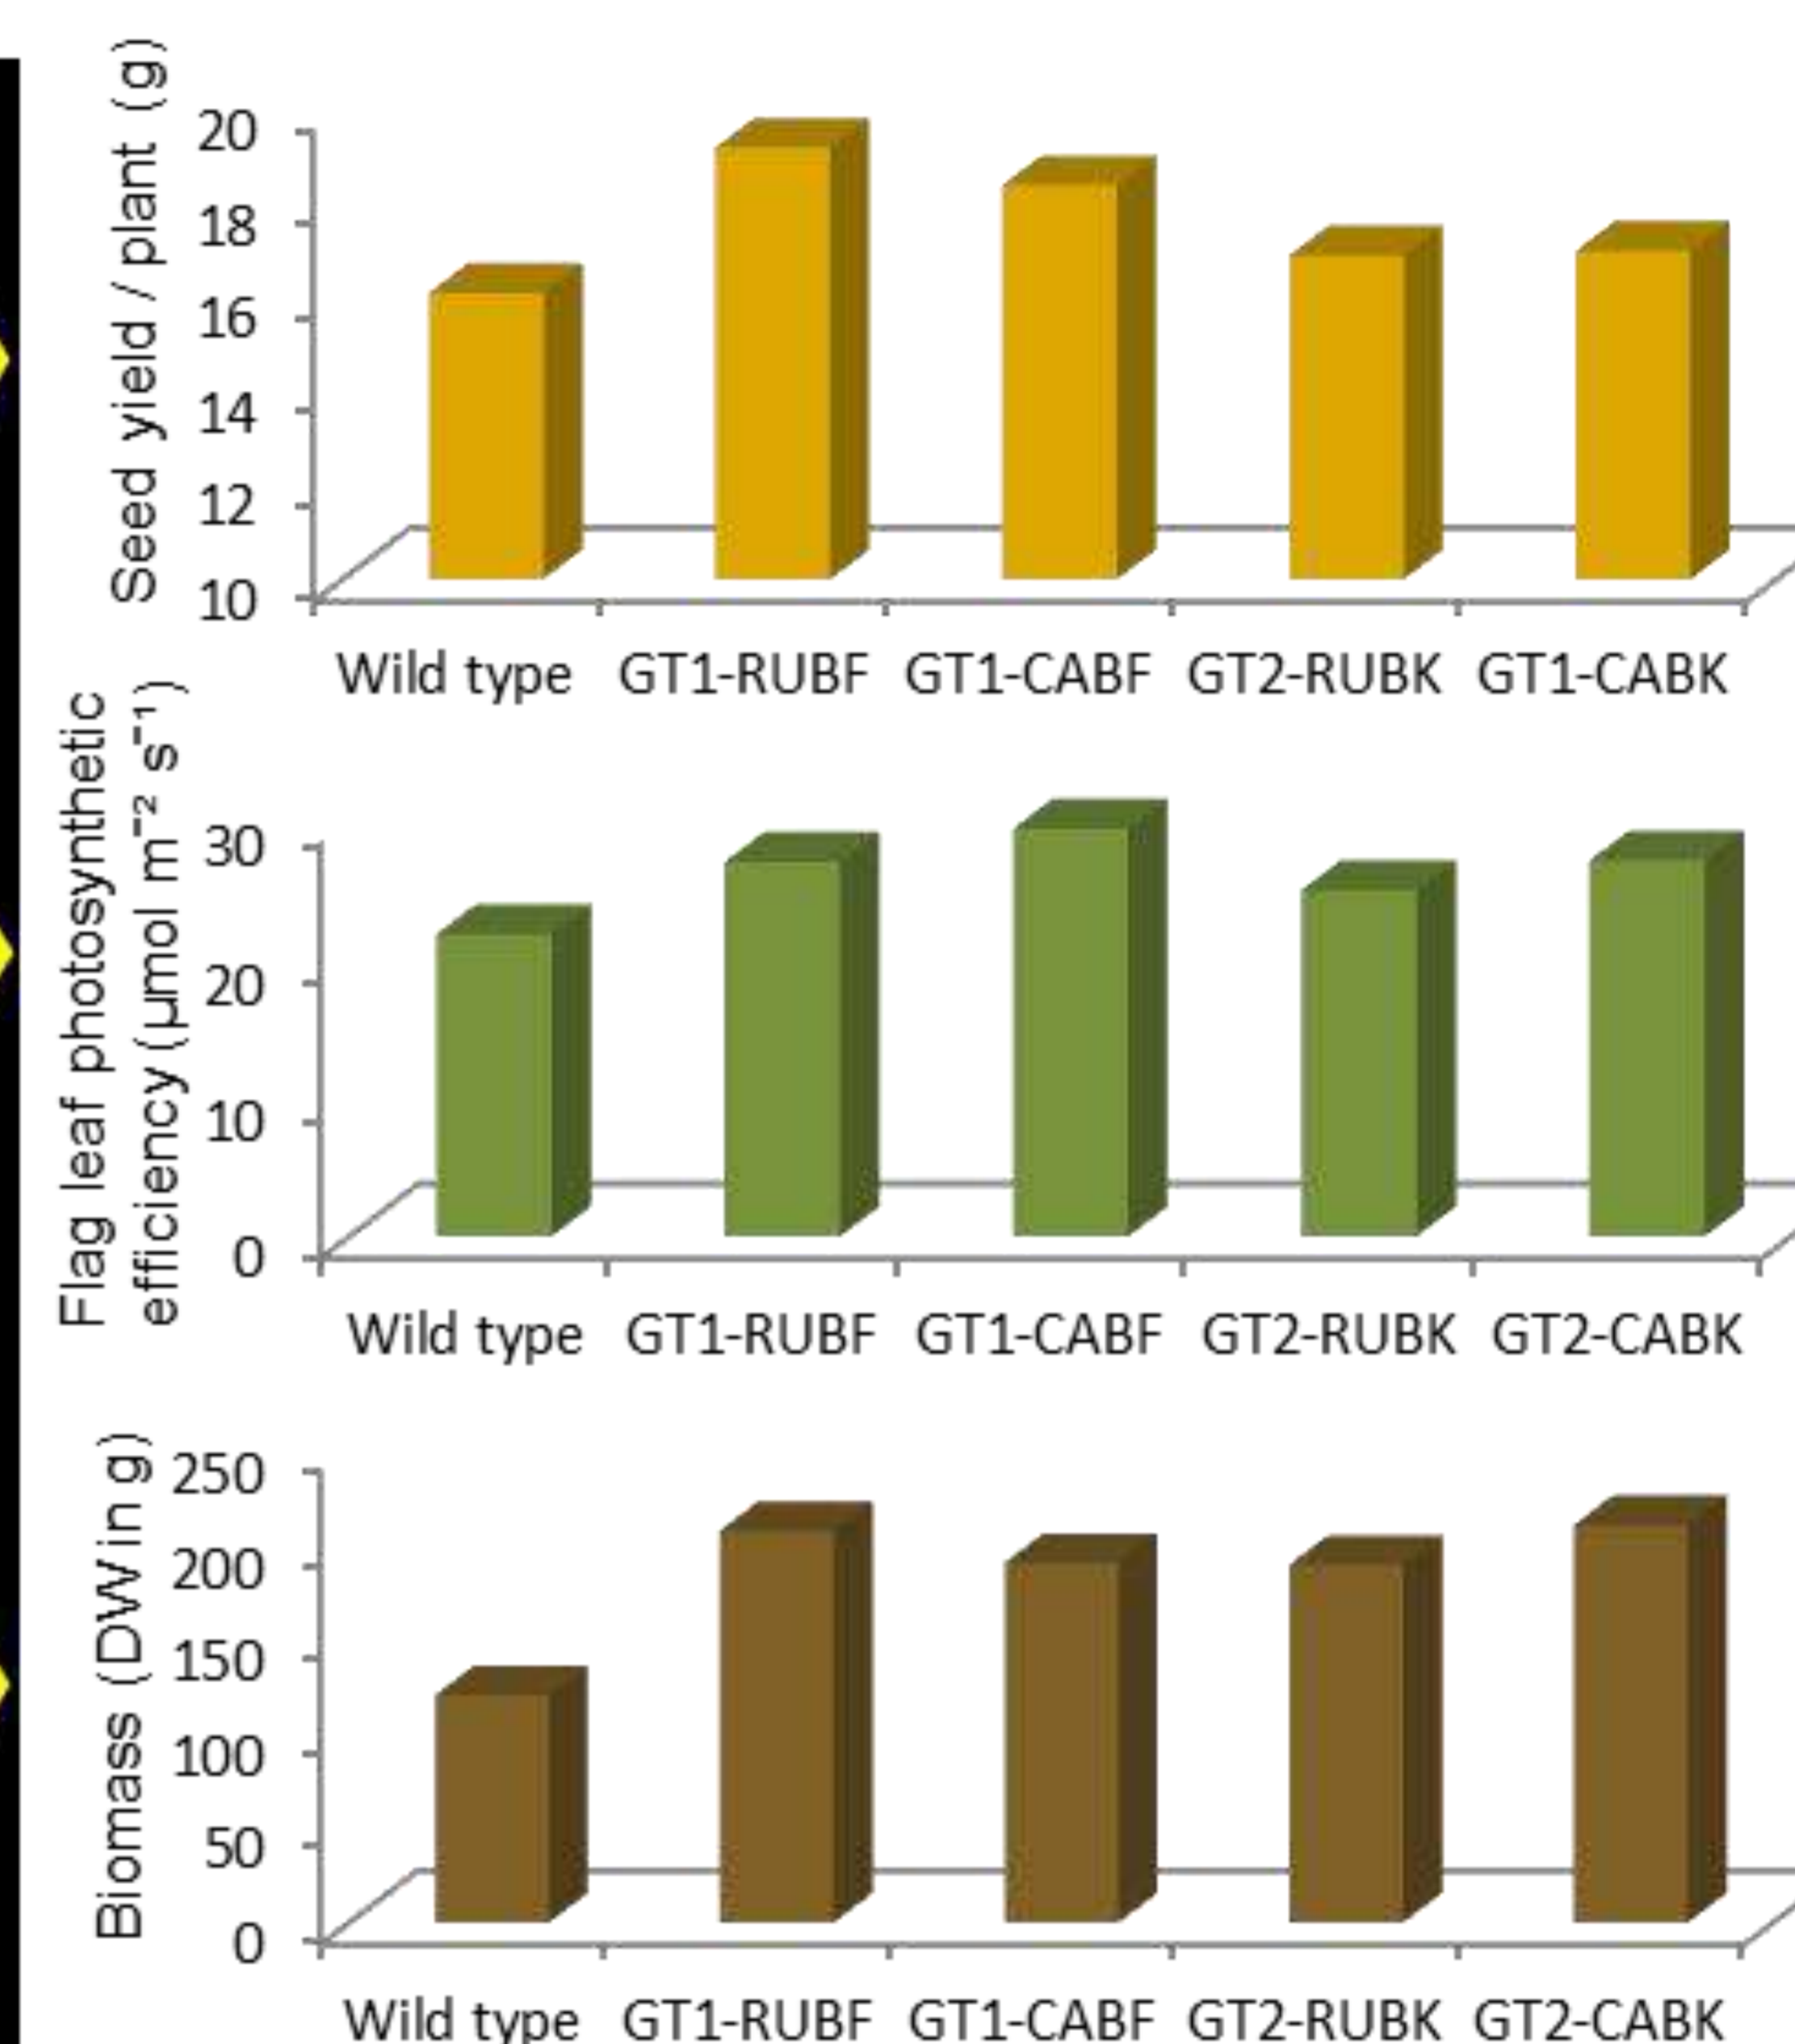 Seed yield / plant (g)
20
18
16
14
12
10
Wild type GT1-RUBF GT1-CABF GT2-RUBK GT1-CABK
Flag leaf photosynthetic
efficiency (µmol m⁻² s⁻¹)
30
20
10
0
Wild type GT1-RUBF GT1-CABF GT2-RUBK GT2-CABK
Biomass (DW in g)
250
200
150
100
50
0
Wild type GT1-RUBF GT1-CABF GT2-RUBK GT2-CABK